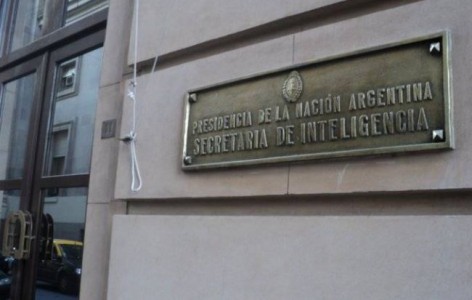 PRESIDENCIA DE LA NACIÓN ARGENTINA
SECRETARIA DE INTELIGENCIA